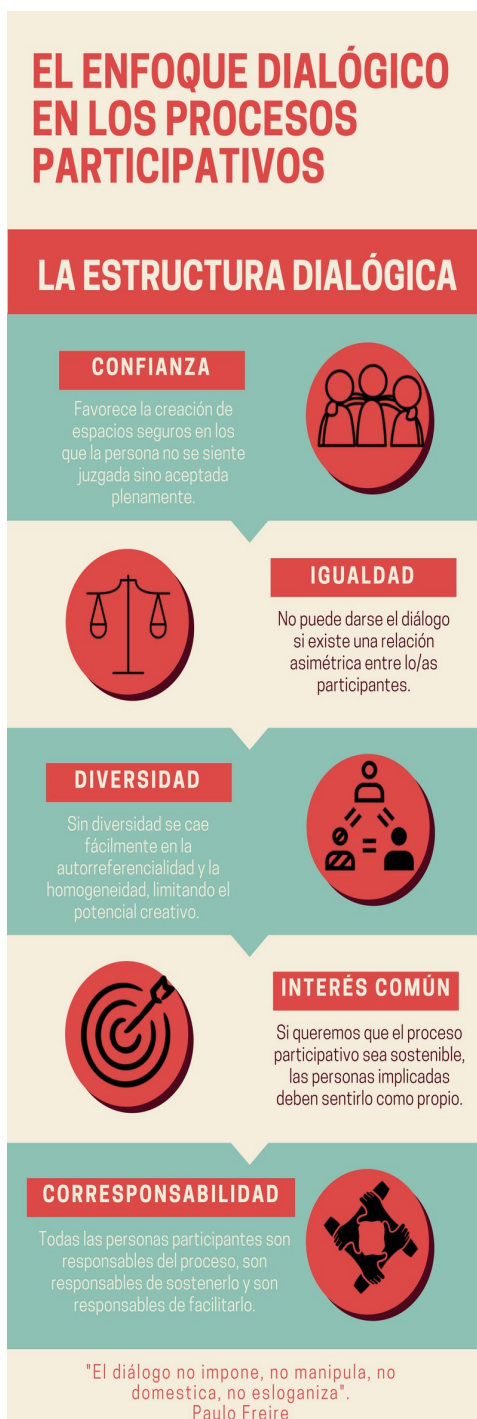 EL ENFOQUE DIALÓGICO
EN LOS PROCESOS
PARTICIPATIVOS
LA ESTRUCTURA DIALÓGICA
CONFIANZA
Favorece la creación de
espacios seguros en los
que la persona no se siente
juzgada sino aceptada
plenamente.
IGUALDAD
No puede darse el diálogo
si existe una relación
asimétrica entre lo/as
participantes.
DIVERSIDAD
Sin diversidad se cae
fácilmente en la
autorreferencialidad y la
homogeneidad, limitando el
potencial creativo.
INTERÉS COMÚN
Si queremos que el proceso
participativo sea sostenible,
las personas implicadas
deben sentirlo como propio.
CORRESPONSABILIDAD
Todas las personas participantes son
responsables del proceso, son
responsables de sostenerlo y son
responsables de facilitarlo.
"El diálogo no impone, no manipula, no
domestica, no esloganiza".
Paulo Freire